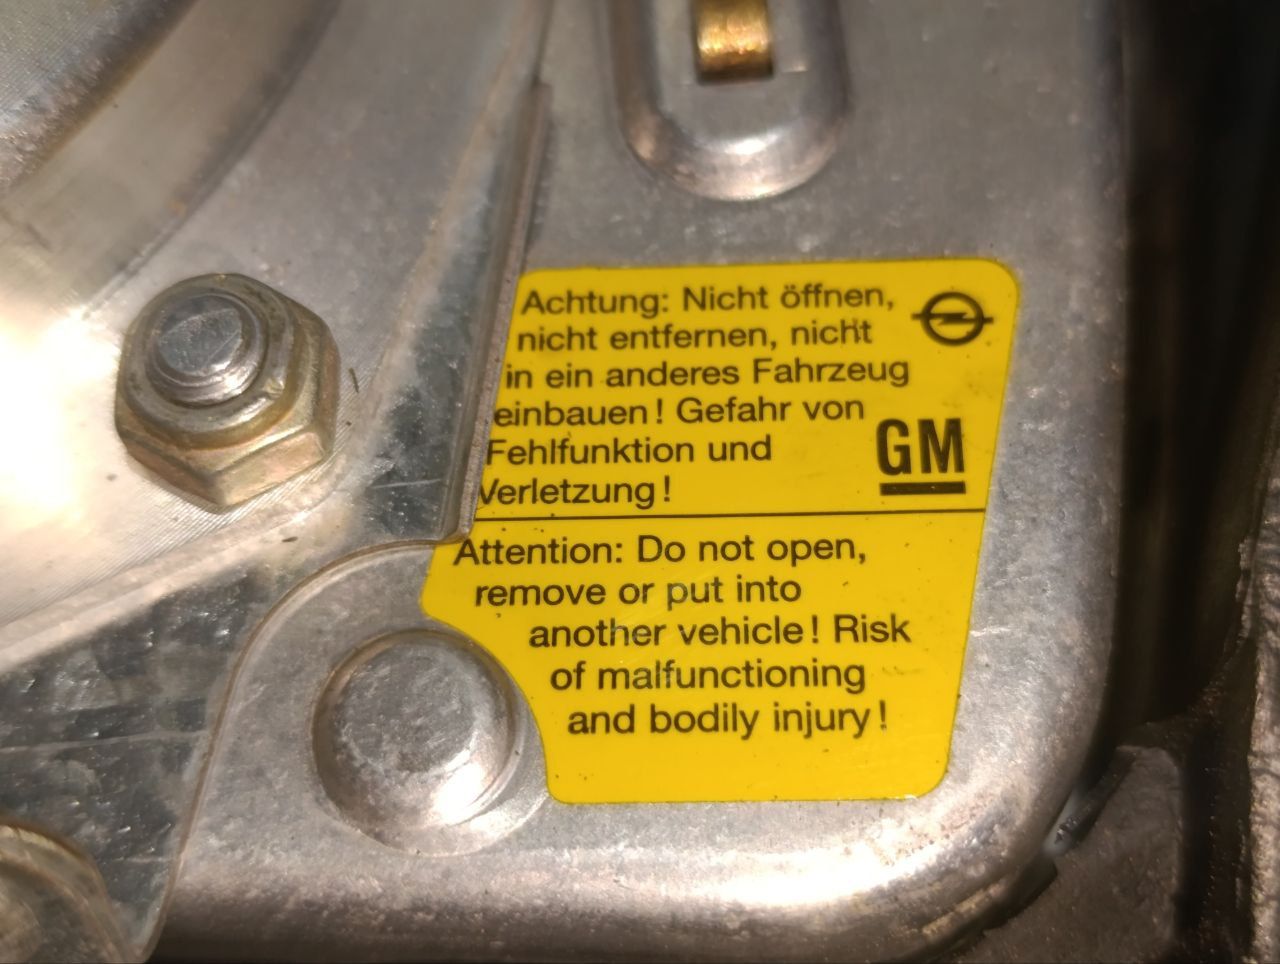 Achtung: Nicht öffnen,
nicht entfernen, nicht
in ein anderes Fahrzeug
einbauen! Gefahr von
Fehlfunktion und
Verletzung!
GM
Attention: Do not open,
remove or put into
another vehicle! Risk
of malfunctioning
and bodily injury!